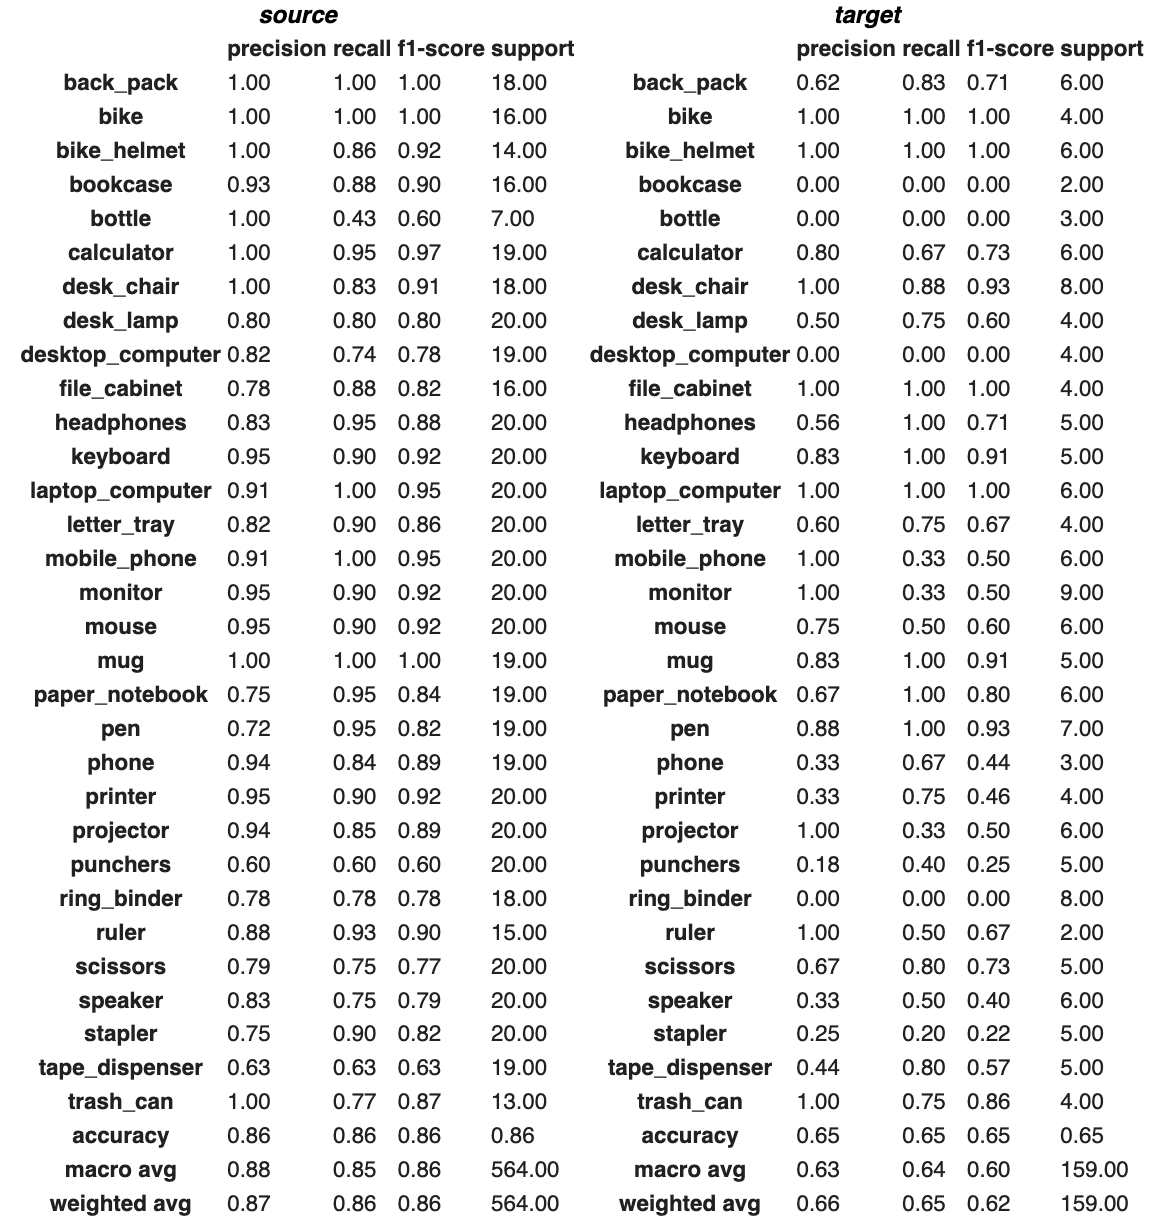 source target
precision recall f1-score support precision recall f1-score support
back_pack 1.00 1.00 1.00 18.00 back_pack 0.62 0.83 0.71 6.00
bike 1.00 1.00 1.00 16.00 bike 1.00 1.00 1.00 4.00
bike_helmet 1.00 0.86 0.92 14.00 bike_helmet 1.00 1.00 1.00 6.00
bookcase 0.93 0.88 0.90 16.00 bookcase 0.00 0.00 0.00 2.00
bottle 1.00 0.43 0.60 7.00 bottle 0.00 0.00 0.00 3.00
calculator 1.00 0.95 0.97 19.00 calculator 0.80 0.67 0.73 6.00
desk_chair 1.00 0.83 0.91 18.00 desk_chair 1.00 0.88 0.93 8.00
desk_lamp 0.80 0.80 0.80 20.00 desk_lamp 0.50 0.75 0.60 4.00
desktop_computer 0.82 0.74 0.78 19.00 desktop_computer 0.00 0.00 0.00 4.00
file_cabinet 0.78 0.88 0.82 16.00 file_cabinet 1.00 1.00 1.00 4.00
headphones 0.83 0.95 0.88 20.00 headphones 0.56 1.00 0.71 5.00
keyboard 0.95 0.90 0.92 20.00 keyboard 0.83 1.00 0.91 5.00
laptop_computer 0.91 1.00 0.95 20.00 laptop_computer 1.00 1.00 1.00 6.00
letter_tray 0.82 0.90 0.86 20.00 letter_tray 0.60 0.75 0.67 4.00
mobile_phone 0.91 1.00 0.95 20.00 mobile_phone 1.00 0.33 0.50 6.00
monitor 0.95 0.90 0.92 20.00 monitor 1.00 0.33 0.50 9.00
mouse 0.95 0.90 0.92 20.00 mouse 0.75 0.50 0.60 6.00
mug 1.00 1.00 1.00 19.00 mug 0.83 1.00 0.91 5.00
paper_notebook 0.75 0.95 0.84 19.00 paper_notebook 0.67 1.00 0.80 6.00
pen 0.72 0.95 0.82 19.00 pen 0.88 1.00 0.93 7.00
phone 0.94 0.84 0.89 19.00 phone 0.33 0.67 0.44 3.00
printer 0.95 0.90 0.92 20.00 printer 0.33 0.75 0.46 4.00
projector 0.94 0.85 0.89 20.00 projector 1.00 0.33 0.50 6.00
punchers 0.60 0.60 0.60 20.00 punchers 0.18 0.40 0.25 5.00
ring_binder 0.78 0.78 0.78 18.00 ring_binder 0.00 0.00 0.00 8.00
ruler 0.88 0.93 0.90 15.00 ruler 1.00 0.50 0.67 2.00
scissors 0.79 0.75 0.77 20.00 scissors 0.67 0.80 0.73 5.00
speaker 0.83 0.75 0.79 20.00 speaker 0.33 0.50 0.40 6.00
stapler 0.75 0.90 0.82 20.00 stapler 0.25 0.20 0.22 5.00
tape_dispenser 0.63 0.63 0.63 19.00 tape_dispenser 0.44 0.80 0.57 5.00
trash_can 1.00 0.77 0.87 13.00 trash_can 1.00 0.75 0.86 4.00
accuracy 0.86 0.86 0.86 0.86 accuracy 0.65 0.65 0.65 0.65
macro avg 0.88 0.85 0.86 564.00 macro avg 0.63 0.64 0.60 159.00
weighted avg 0.87 0.86 0.86 564.00 weighted avg 0.66 0.65 0.62 159.00